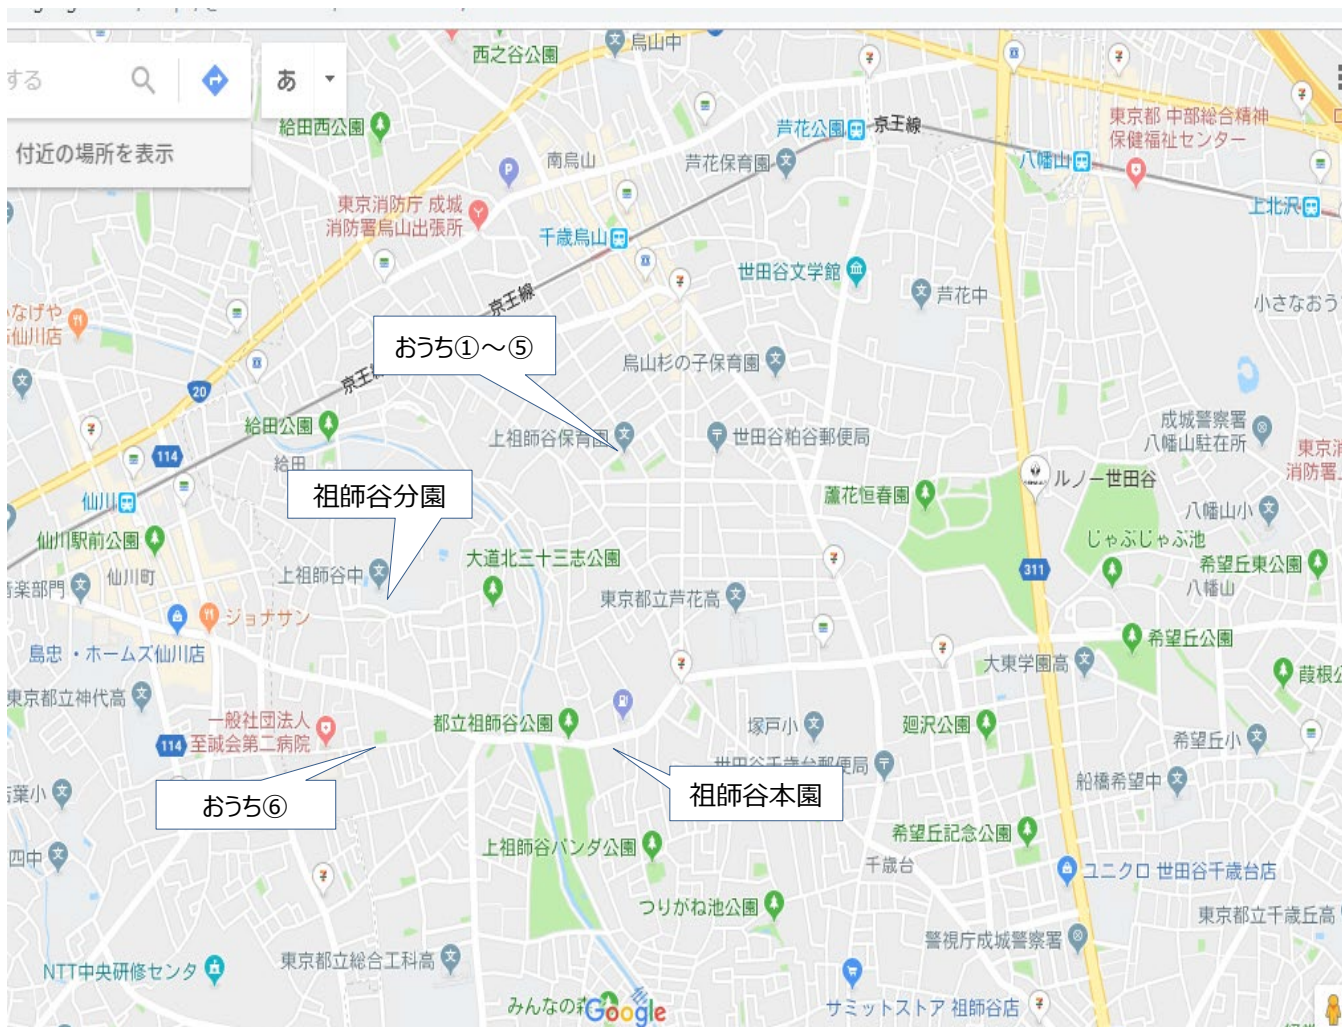 西之谷公園
烏山中
する
あ
給田西公園
芦花公園
京王線
東京都 中部総合精神
保健福祉センター
付近の場所を表示
南烏山
芦花保育園
八幡山
P
東京消防庁 成城
消防署烏山出張所
上北沢
千歳烏山
世田谷文学館
芦花中
京王線
小さなおう
なげや
仙川店
おうち①～⑤
烏山杉の子保育園
京王線
20
給田公園
上祖師谷保育園
世田谷粕谷郵便局
成城警察署
八幡山駐在所
114
給田
東京消
消防署
仙川
祖師谷分園
蘆花恒春園
ルノー世田谷
八幡山小
仙川駅前公園
大道北三十三志公園
じゃぶじゃぶ池
音楽部門
仙川町
上祖師谷中
311
希望丘東公園
八幡山
東京都立芦花高
ジョナサン
希望丘公園
島忠・ホームズ仙川店
大東学園高
東京都立神代高
葭根公
一般社団法人
至誠会第二病院
都立祖師谷公園
塚戸小
廻沢公園
希望丘小
114
世田谷千歳台郵便局
船橋希望中
おうち⑥
祖師谷本園
若葉小
希望丘記念公園
四中
上祖師谷パンダ公園
千歳台
ユニクロ 世田谷千歳台店
つりがね池公園
東京都立千歳丘高
警視庁成城警察署
NTT中央研修センタ
東京都立総合工科高
みんなの森
Google
サミットストア 祖師谷店